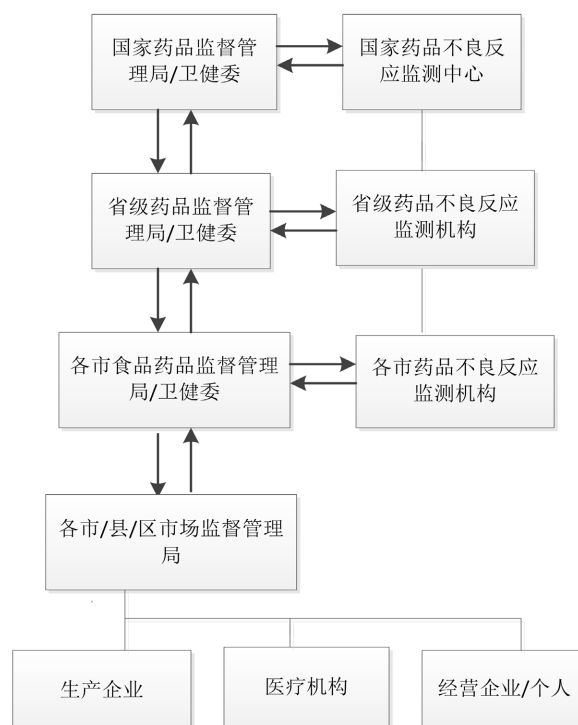 国家药品监督管
理局/卫健委
国家药品不良反
应监测中心
省级药品监督管
理局/卫健委
省级药品不良反应
监测机构
各市食品药品监督管理
局/卫健委
各市药品不良反应
监测机构
各市/县/区市场监督管理
局
生产企业
医疗机构
经营企业/个人